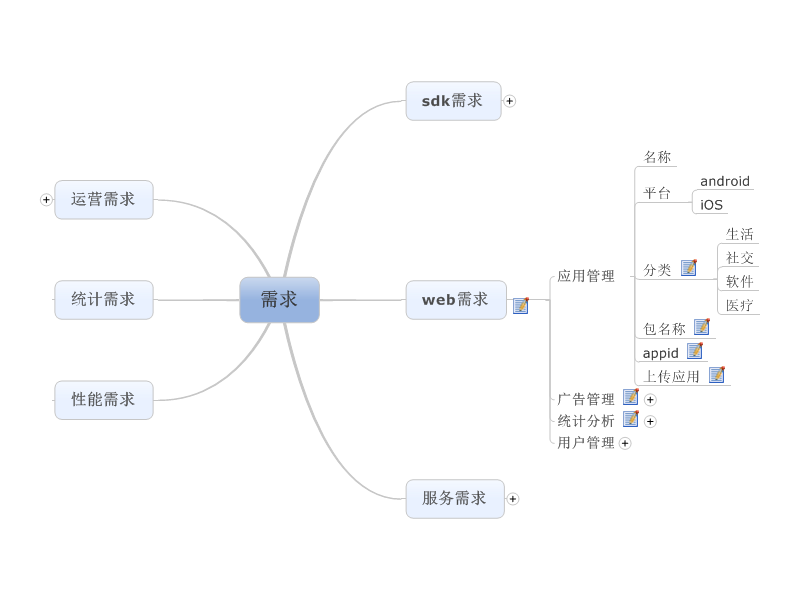 需求
sdk需求
web需求
应用管理
名称
平台
android
iOS
分类
生活
社交
软件
医疗
包名称
appid
上传应用
广告管理
统计分析
用户管理
服务需求
运营需求
统计需求
性能需求